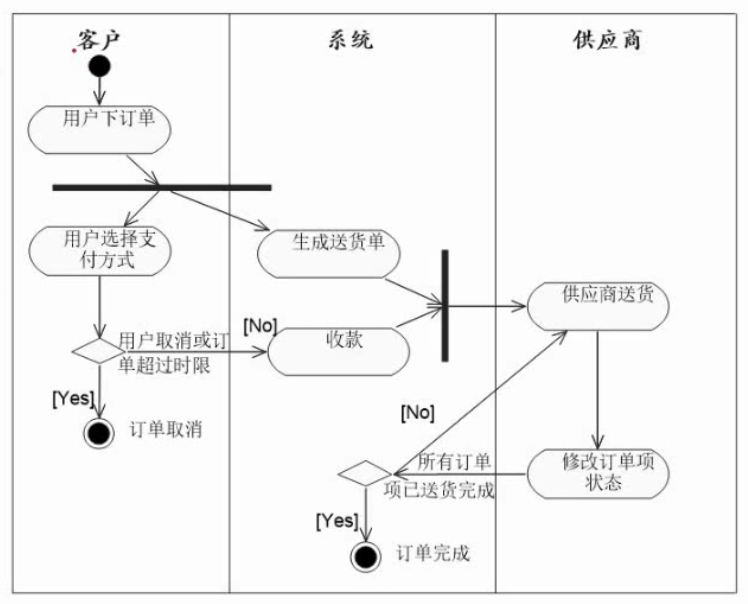 客户
系统
供应商
用户下订单
用户选择支
付方式
生成送货单
供应商送货
用户取消或订
单超过时限
[No]
收款
[Yes]
订单取消
[No]
所有订单
项已送货完成
修改订单项
状态
[Yes]
订单完成